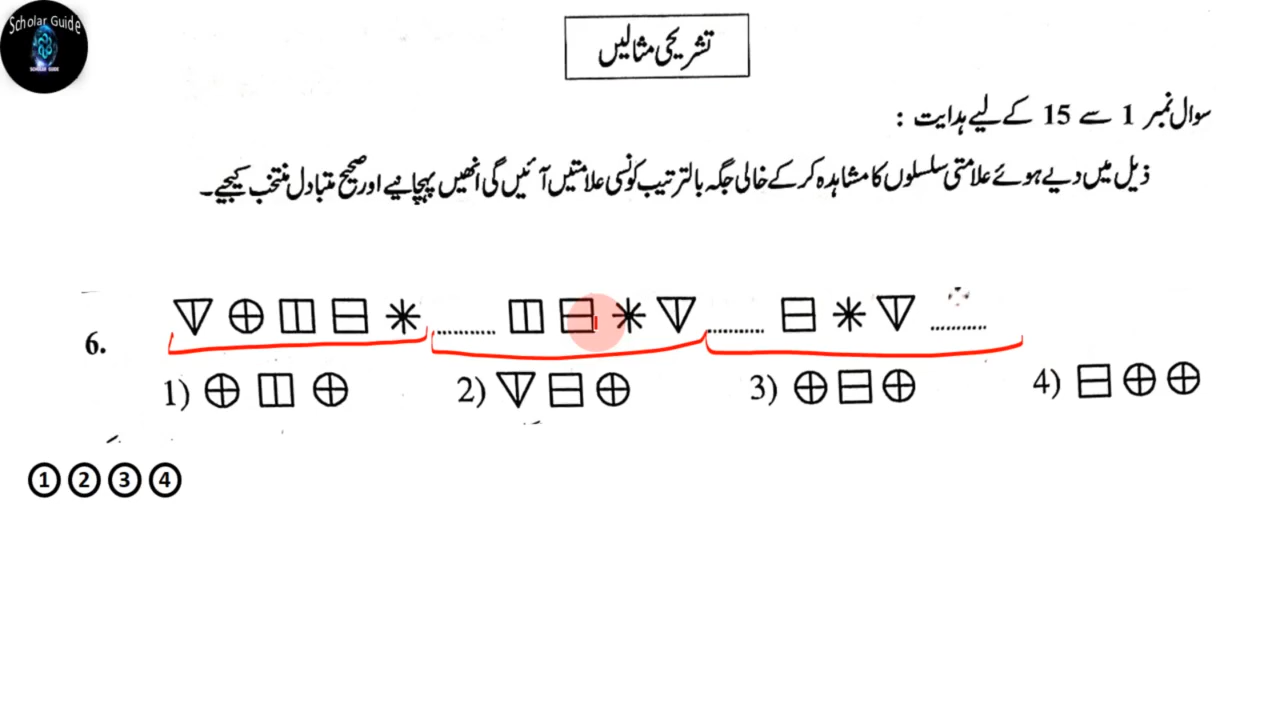 Scholar Guide
SCHOLAR GUIDE
تشریحی مثالیں
سوال نمبر 1 سے 15 کے لیے ہدایت :
ذیل میں دیے ہوئے علامتی سلسلوں کا مشاہدہ کر کے خالی جگہ بالترتیب کونسی علامتیں آئیں گی انھیں پہچانیے اور صحیح متبادل منتخب کیجیے۔
6. ........... ........... ...........
1) 2) 3) 4)
① ② ③ ④